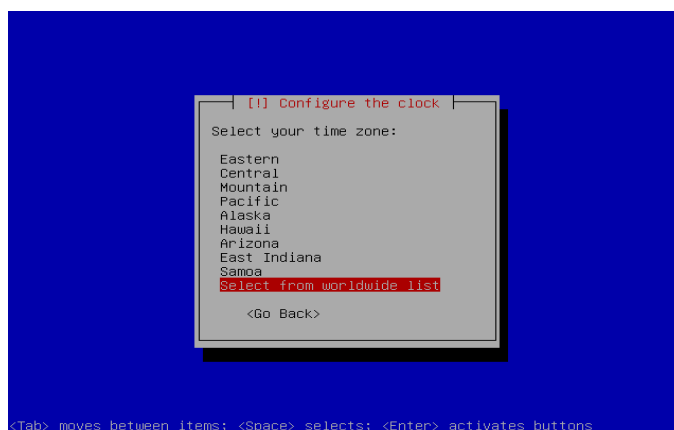 [!] Configure the clock
Select your time zone:
Eastern
Central
Mountain
Pacific
Alaska
Hawaii
Arizona
East Indiana
Samoa
Select from worldwide list
<Go Back>
<Tab> moves between items; <Space> selects; <Enter> activates buttons